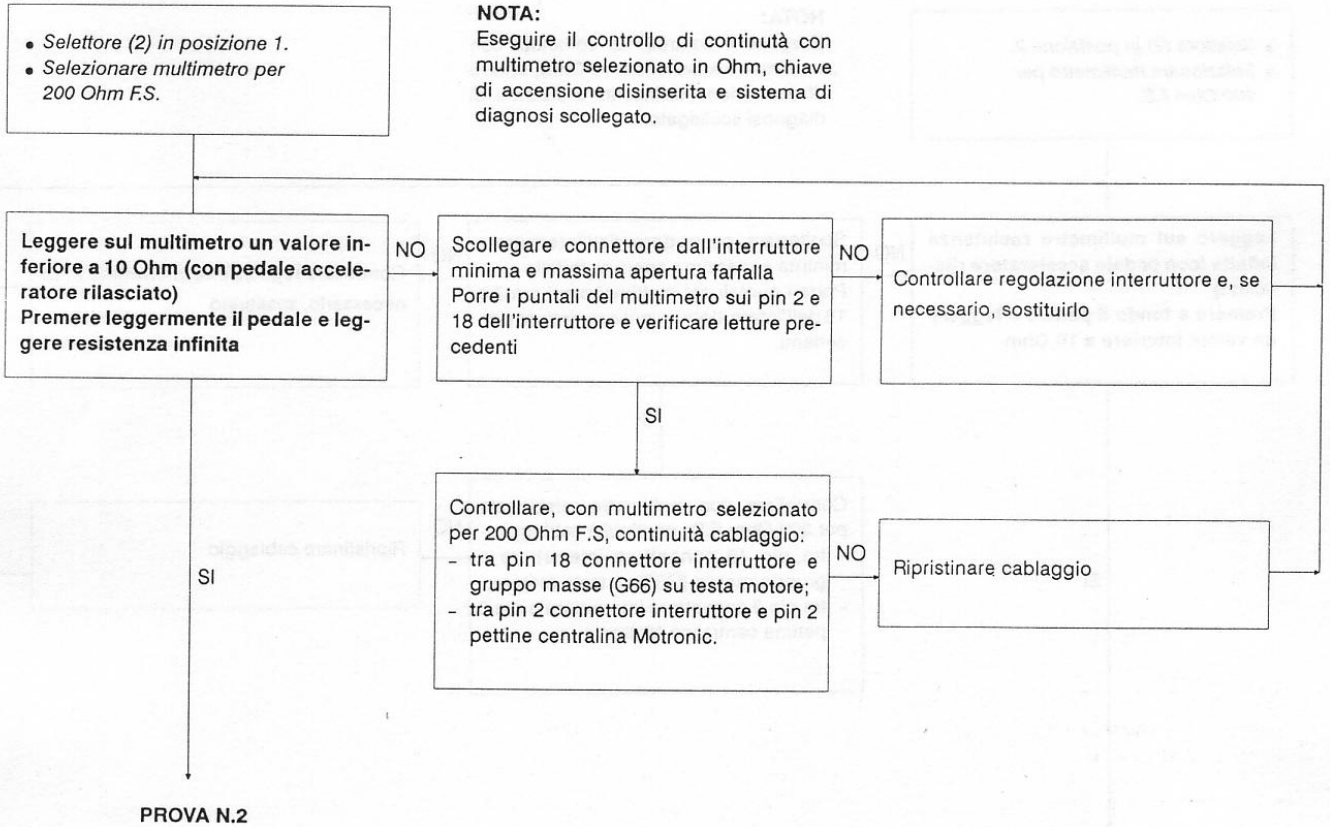 • Selettore (2) in posizione 1.
• Selezionare multimetro per
200 Ohm F.S.
NOTA:
Eseguire il controllo di continutà con
multimetro selezionato in Ohm, chiave
di accensione disinserita e sistema di
diagnosi scollegato.
Leggere sul multimetro un valore in-
feriore a 10 Ohm (con pedale accele-
ratore rilasciato)
Premere leggermente il pedale e leg-
gere resistenza infinita
NO
Scollegare connettore dall'interruttore
minima e massima apertura farfalla
Porre i puntali del multimetro sui pin 2 e
18 dell'interruttore e verificare letture pre-
cedenti
NO
Controllare regolazione interruttore e, se
necessario, sostituirlo
SI
Controllare, con multimetro selezionato
per 200 Ohm F.S, continuità cablaggio:
– tra pin 18 connettore interruttore e
gruppo masse (G66) su testa motore;
– tra pin 2 connettore interruttore e pin 2
pettine centralina Motronic.
NO
Ripristinare cablaggio
SI
PROVA N.2